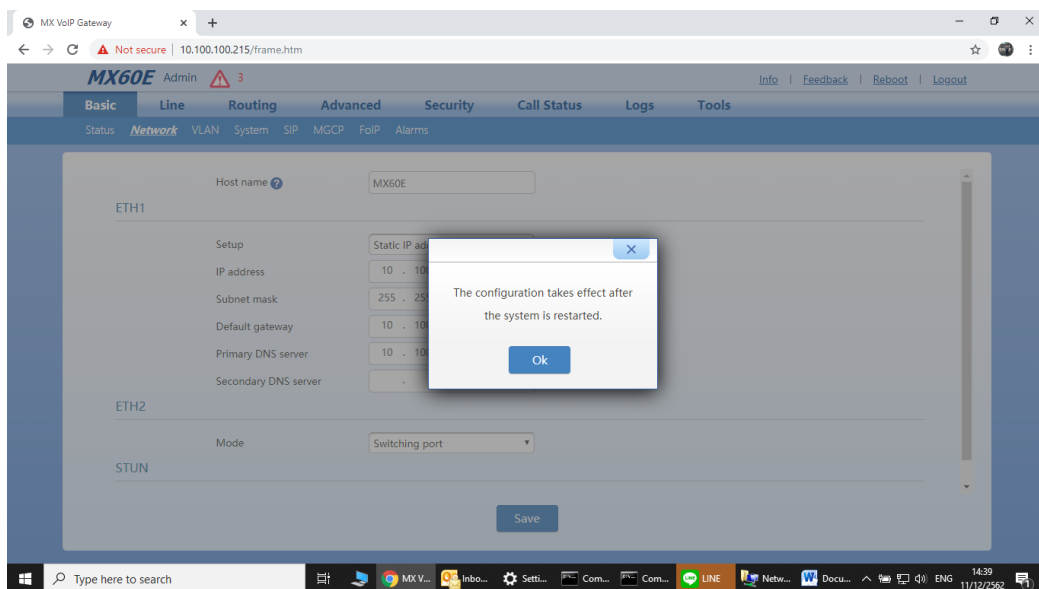 MX VoIP Gateway
Not secure | 10.100.100.215/frame.htm
MX60E Admin 3 Info | Feedback | Reboot | Logout
Basic Line Routing Advanced Security Call Status Logs Tools
Status Network VLAN System SIP MGCP FoIP Alarms
Host name MX60E
ETH1
Setup Static IP ad
IP address 10 . 10
Subnet mask 255 . 25
Default gateway 10 . 10
Primary DNS server 10 . 10
Secondary DNS server .
The configuration takes effect after
the system is restarted.
Ok
ETH2
Mode Switching port
STUN
Save
Type here to search MX V... Inbo... Setti... Com... Com... LINE Netw... Docu... ENG 14:39
11/12/2562